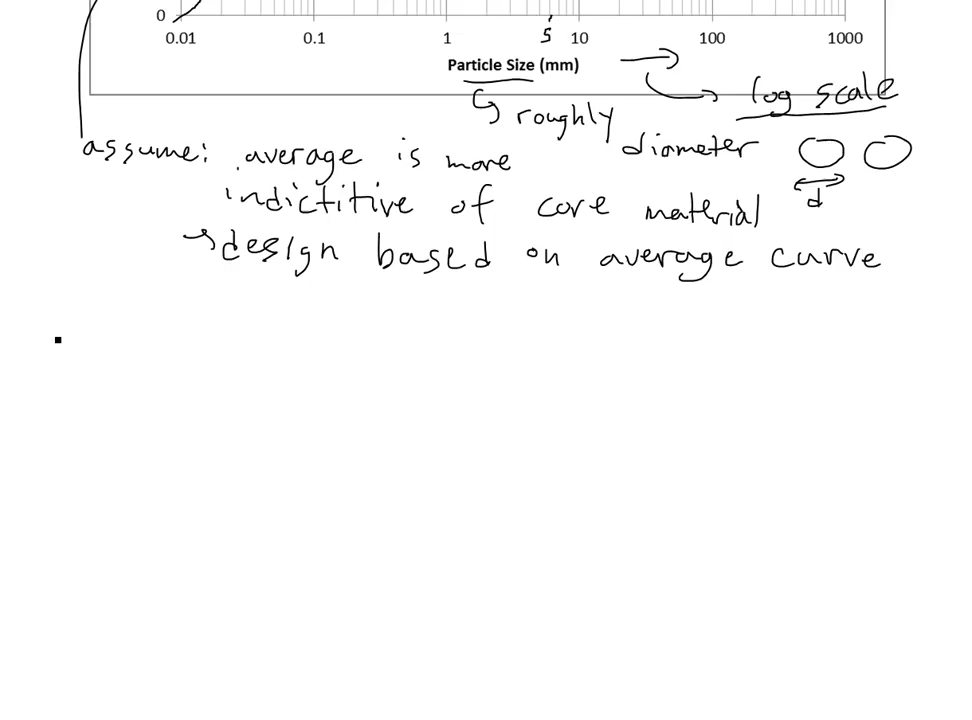 0
0.01 0.1 1 5 10 100 1000
Particle Size (mm)
log scale
roughly diameter
assume: average is more
indictitive of core material d
design based on average curve